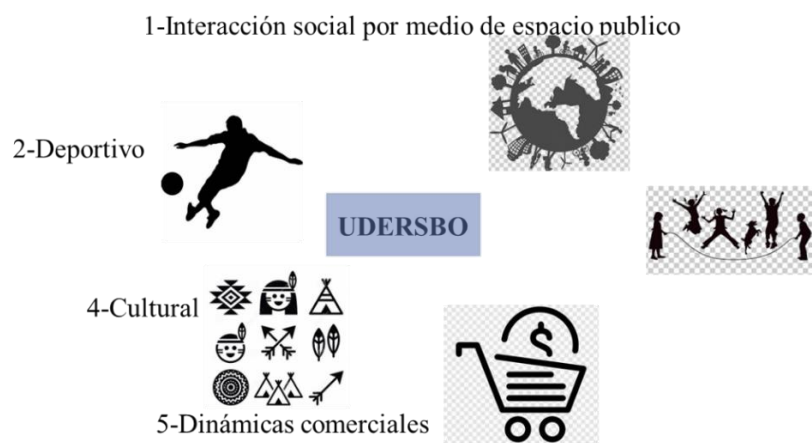 1-Interacción social por medio de espacio publico
2-Deportivo
UDERSBO
4-Cultural
5-Dinámicas comerciales
$